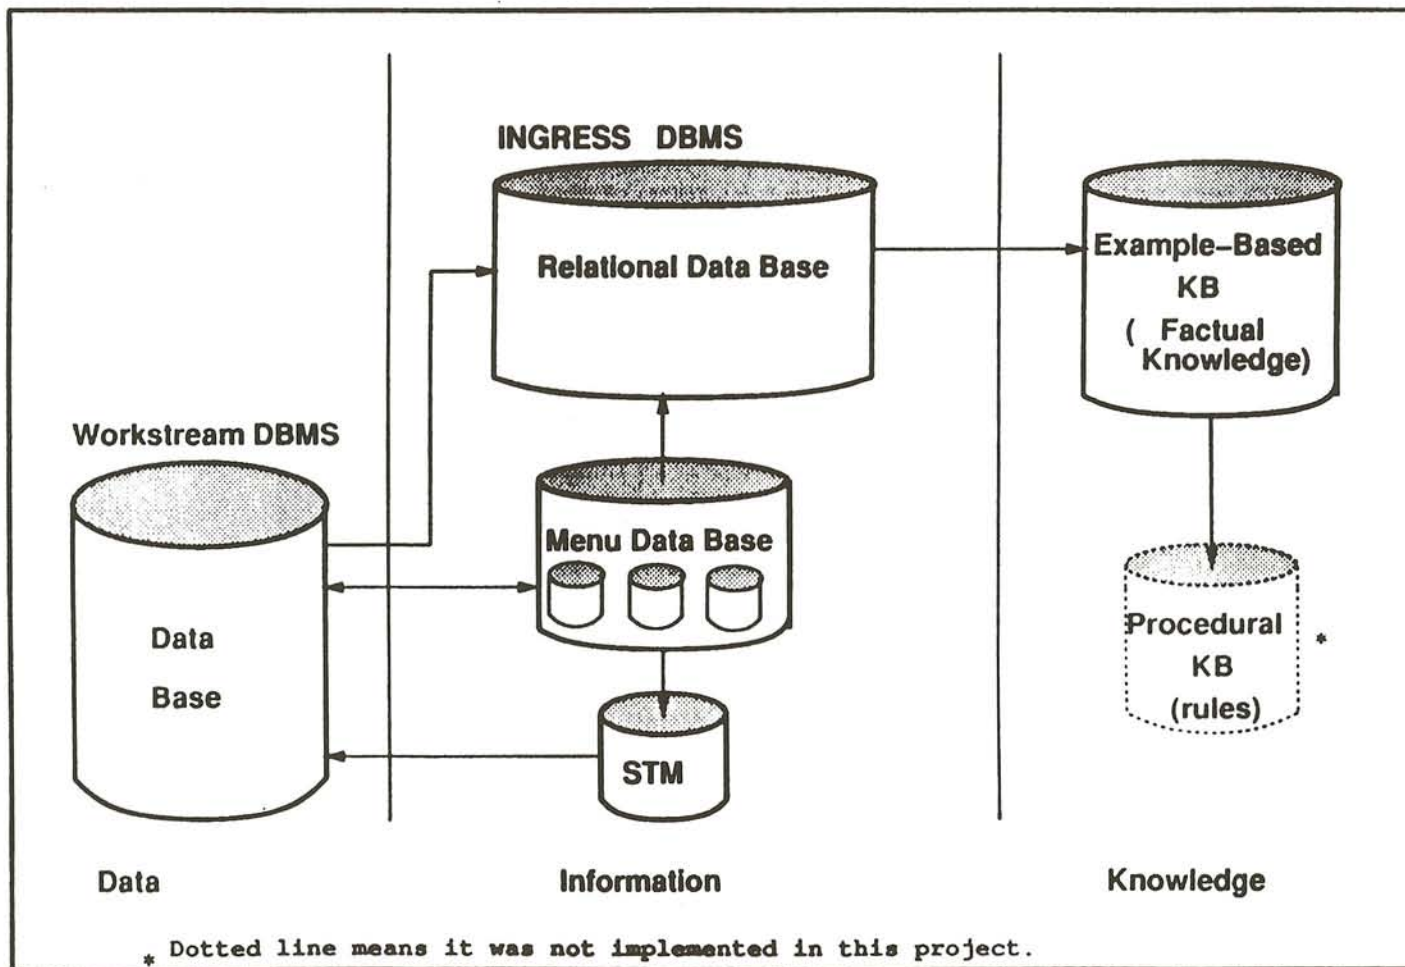 INGRESS DBMS
Relational Data Base
Example-Based
KB
( Factual
Knowledge)
Workstream DBMS
Data
Base
Menu Data Base
STM
Procedural
KB
(rules)
*
Data
Information
Knowledge
* Dotted line means it was not implemented in this project.